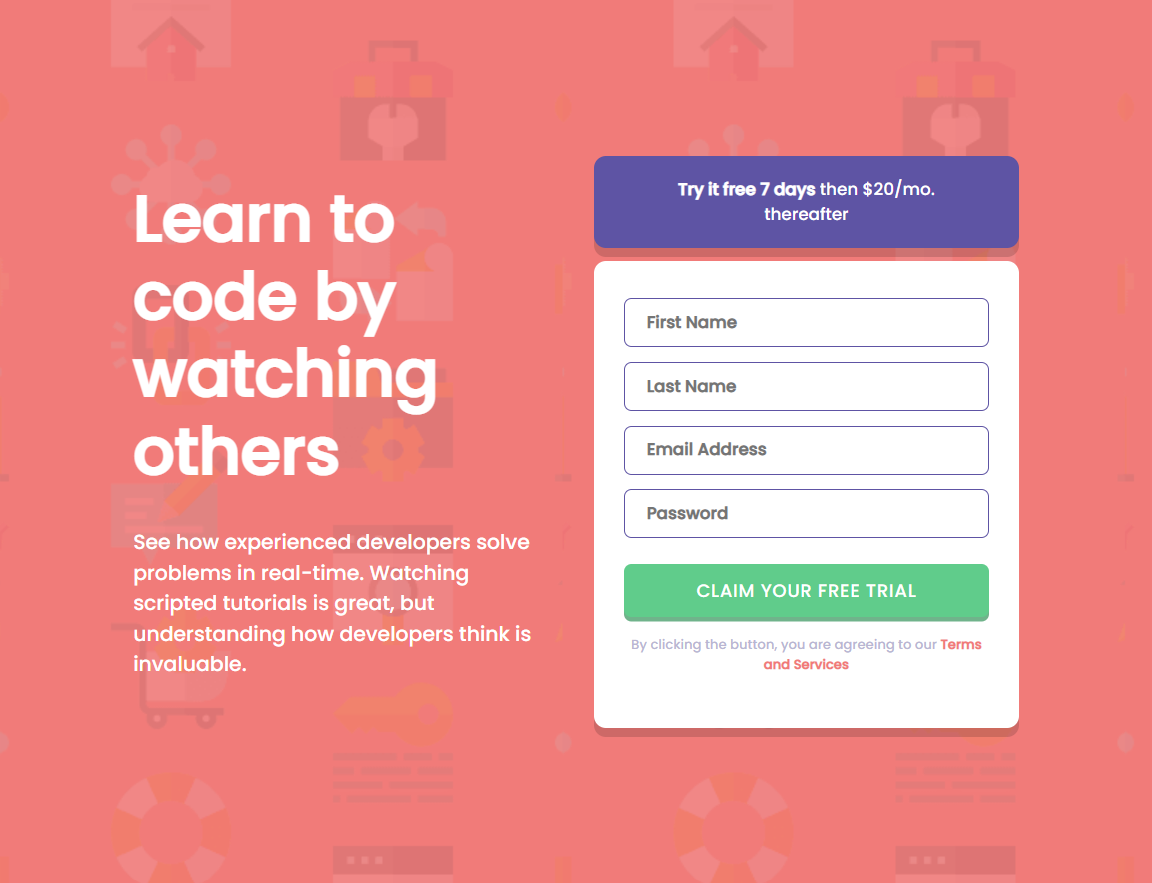 Learn to
code by
watching
others
See how experienced developers solve
problems in real-time. Watching
scripted tutorials is great, but
understanding how developers think is
invaluable.
Try it free 7 days then $20/mo.
thereafter
First Name
Last Name
Email Address
Password
CLAIM YOUR FREE TRIAL
By clicking the button, you are agreeing to our Terms
and Services